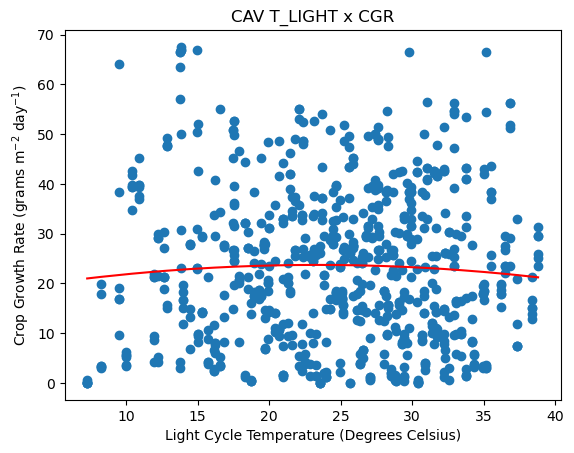 CAV T_LIGHT x CGR
70
60
50
40
30
20
10
0
Crop Growth Rate (grams m⁻² day⁻¹)
10 15 20 25 30 35 40
Light Cycle Temperature (Degrees Celsius)